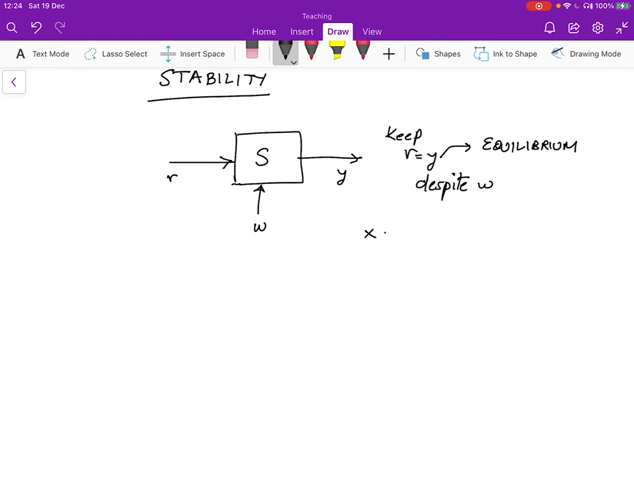 12:24 Sat 19 Dec
100%
Teaching
Home Insert Draw View
A Text Mode Lasso Select Insert Space Shapes Ink to Shape Drawing Mode
STABILITY
Keep
r = y → EQUILIBRIUM
despite w
S
r
y
w
x .